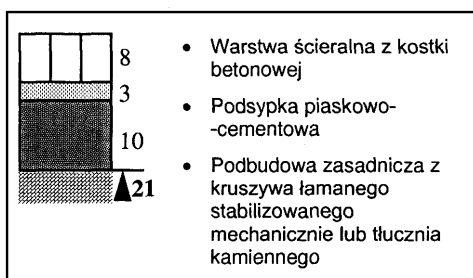 8
3
10
21
• Warstwa ścieralna z kostki
betonowej
• Podsypka piaskowo-
-cementowa
• Podbudowa zasadnicza z
kruszywa łamanego
stabilizowanego
mechanicznie lub tłucznia
kamiennego